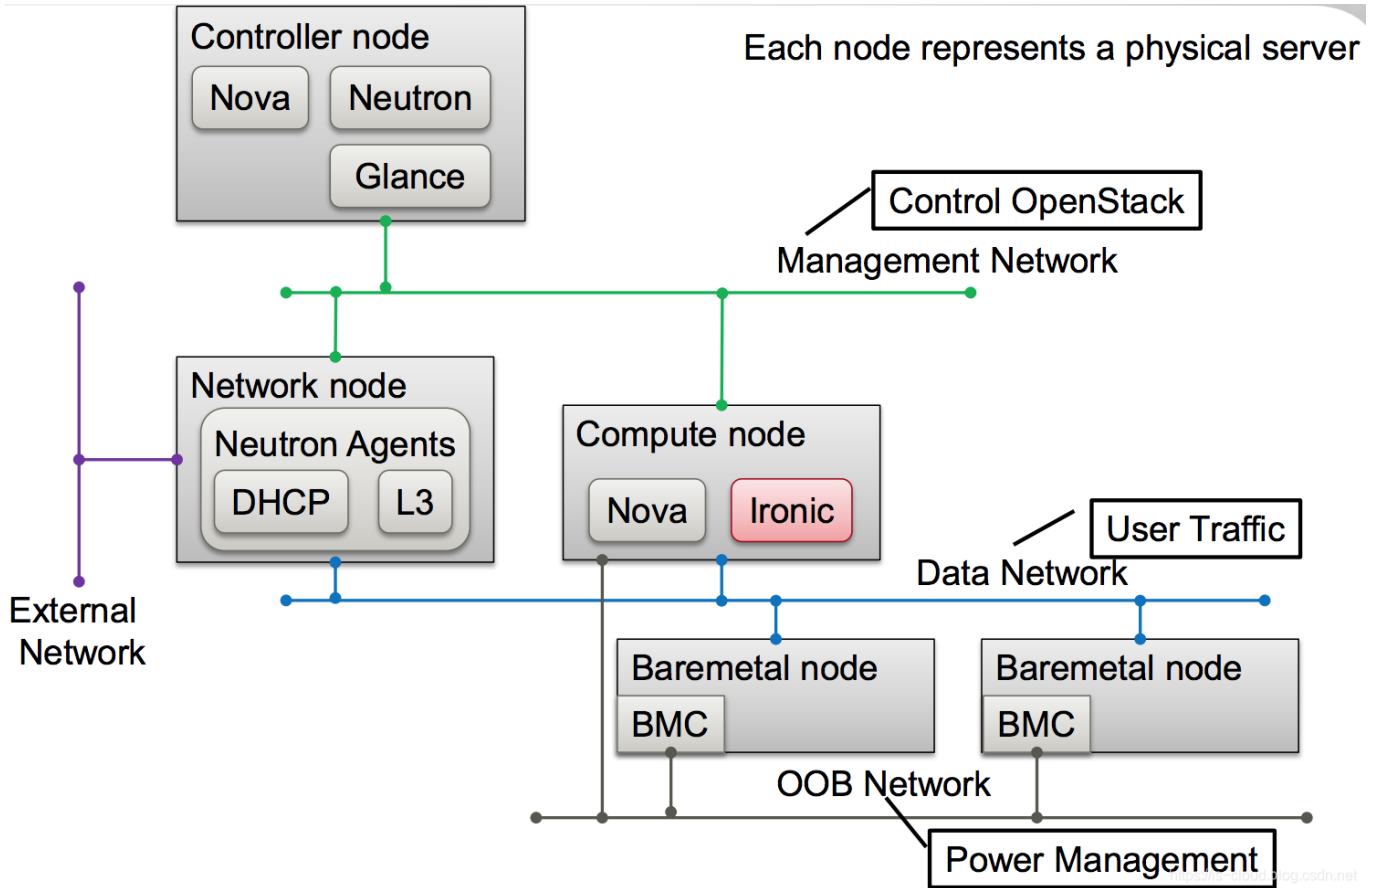 Controller node
Each node represents a physical server
Nova
Neutron
Glance
Control OpenStack
Management Network
Network node
Neutron Agents
DHCP
L3
Compute node
Nova
Ironic
User Traffic
Data Network
External
Network
Baremetal node
BMC
Baremetal node
BMC
OOB Network
Power Management